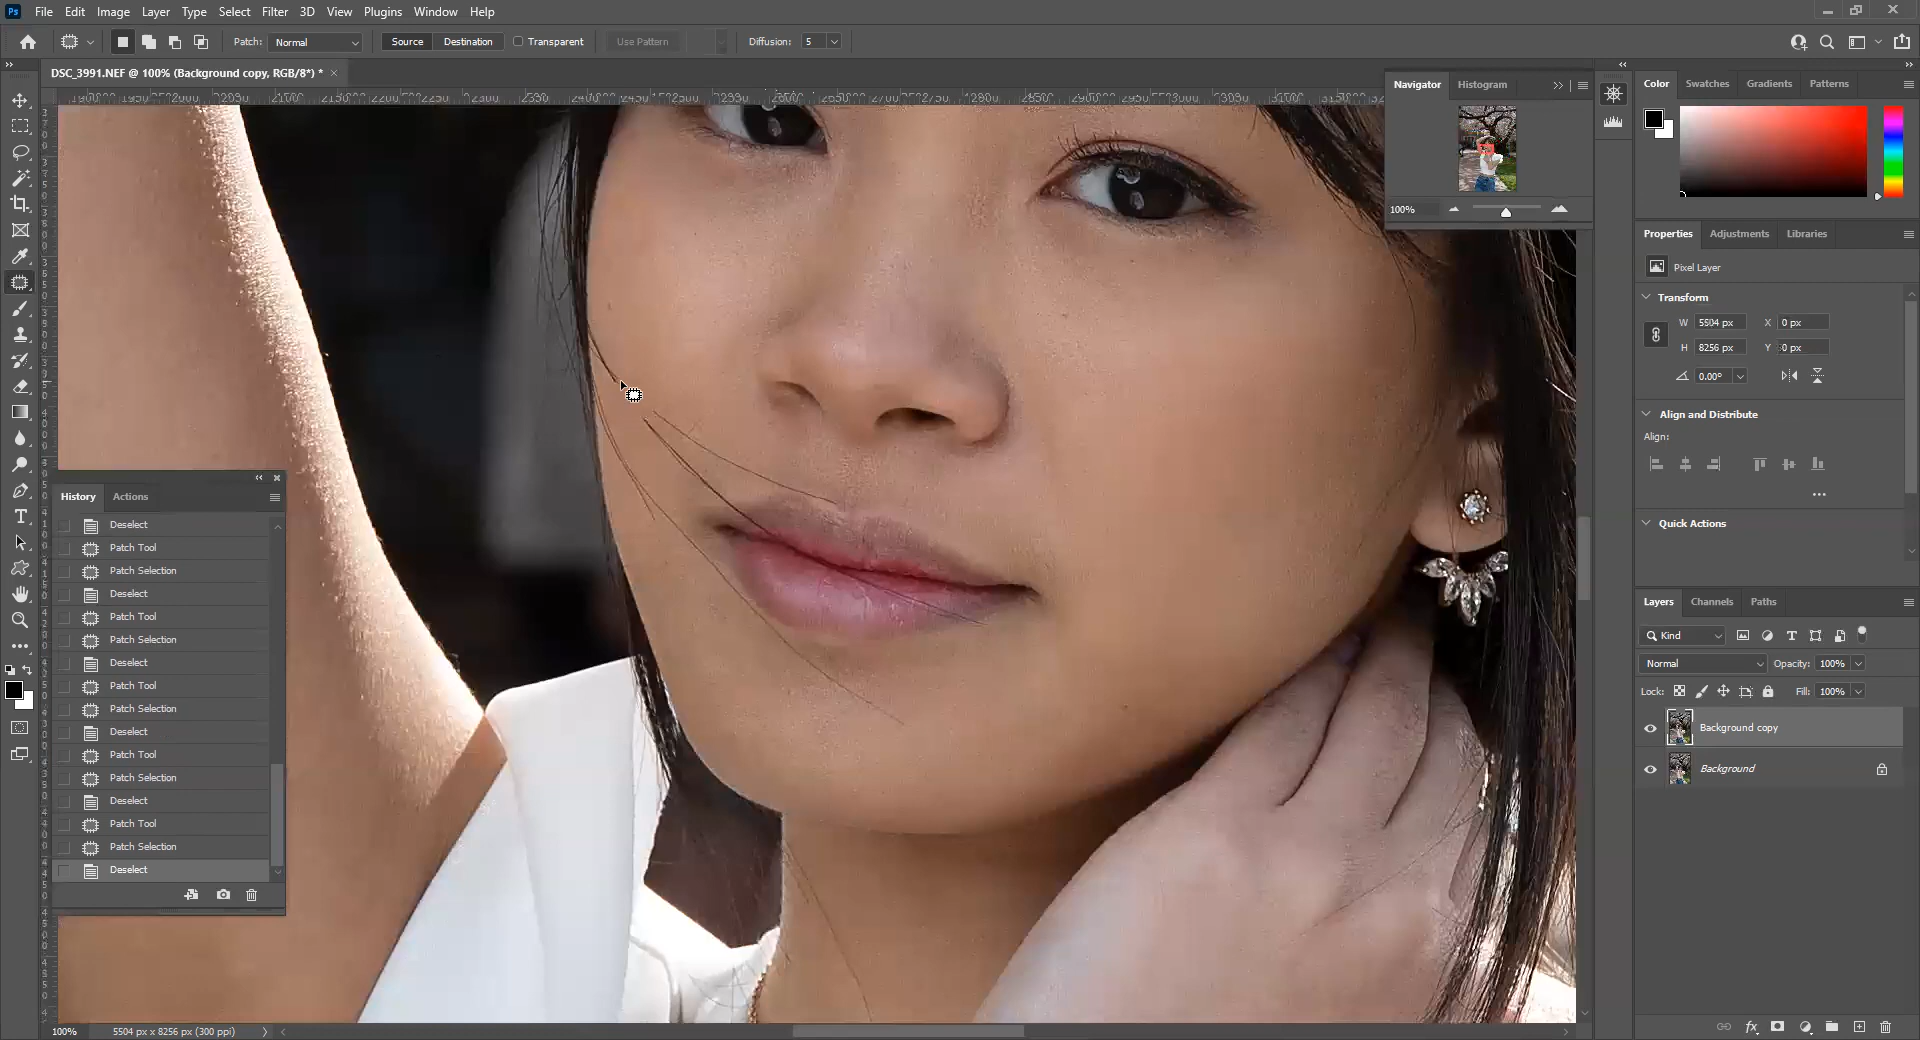 Ps File Edit Image Layer Type Select Filter 3D View Plugins Window Help
Patch: Normal Source Destination Transparent Use Pattern Diffusion: 5
DSC_3991.NEF @ 100% (Background copy, RGB/8*) *
Navigator Histogram
100%
Color Swatches Gradients Patterns
Properties Adjustments Libraries
Pixel Layer
Transform
W 5504 px X 0 px
H 8256 px Y 0 px
0.00°
Align and Distribute
Align:
Quick Actions
History Actions
Deselect
Patch Tool
Patch Selection
Deselect
Patch Tool
Patch Selection
Deselect
Patch Tool
Patch Selection
Deselect
Patch Tool
Patch Selection
Deselect
Patch Tool
Patch Selection
Deselect
Layers Channels Paths
Kind
Normal Opacity: 100%
Lock: Fill: 100%
Background copy
Background
100% 5504 px x 8256 px (300 ppi)